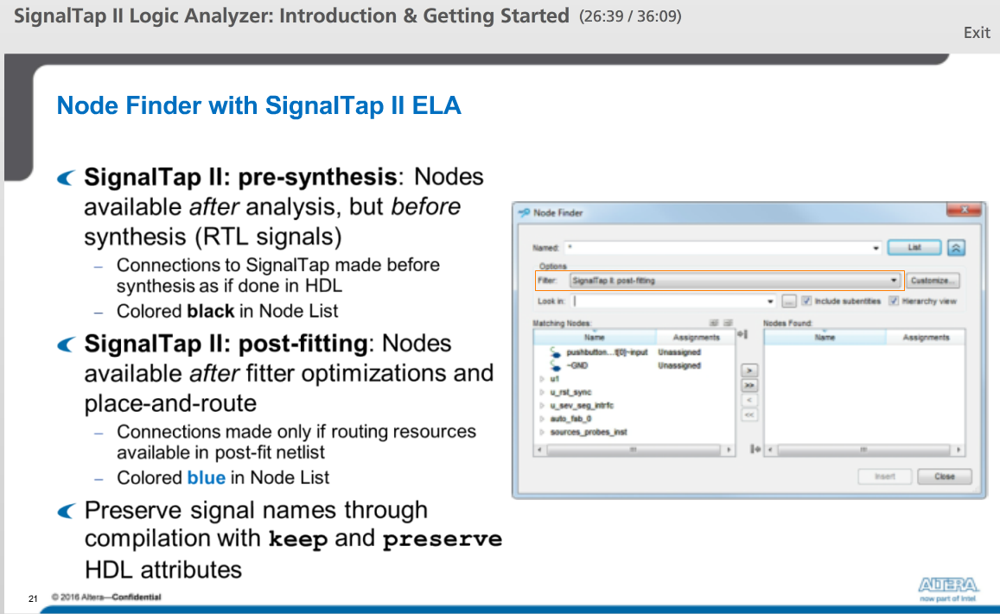 SignalTap II Logic Analyzer: Introduction & Getting Started (26:39 / 36:09)
Exit
Node Finder with SignalTap II ELA
SignalTap II: pre-synthesis: Nodes
available after analysis, but before
synthesis (RTL signals)
– Connections to SignalTap made before
synthesis as if done in HDL
– Colored black in Node List
SignalTap II: post-fitting: Nodes
available after fitter optimizations and
place-and-route
– Connections made only if routing resources
available in post-fit netlist
– Colored blue in Node List
Preserve signal names through
compilation with keep and preserve
HDL attributes
Node Finder
Named: *
List
Options
Filter: SignalTap II: post-fitting
Customize...
Look in:
...
Include subentities
Hierarchy view
Matching Nodes:
Name Assignments
pushbutton...t[0]~input Unassigned
~GND Unassigned
u1
u_rst_sync
u_sev_seg_intrfc
auto_fab_0
sources_probes_inst
>
>>
<
<<
Nodes Found:
Name Assignments
Insert Close
21 © 2016 Altera—Confidential
ALTERA
now part of Intel